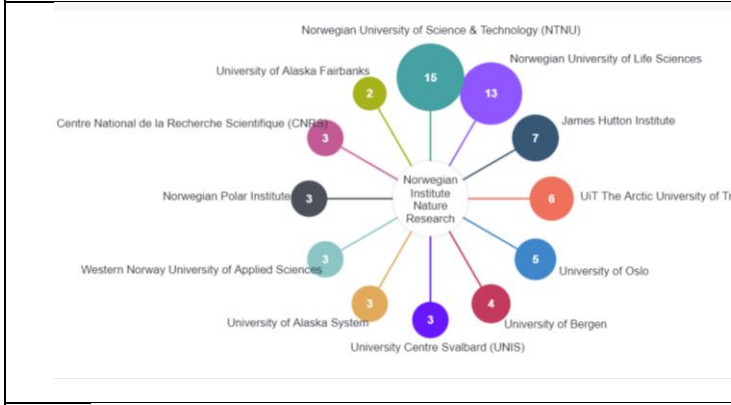 Norwegian University of Science & Technology (NTNU)
15
Norwegian University of Life Sciences
13
James Hutton Institute
7
UiT The Arctic University of Tr
6
University of Oslo
5
University of Bergen
4
University Centre Svalbard (UNIS)
3
University of Alaska System
3
Western Norway University of Applied Sciences
3
Norwegian Polar Institute
3
Centre National de la Recherche Scientifique (CNRS)
3
University of Alaska Fairbanks
2
Norwegian
Institute
Nature
Research